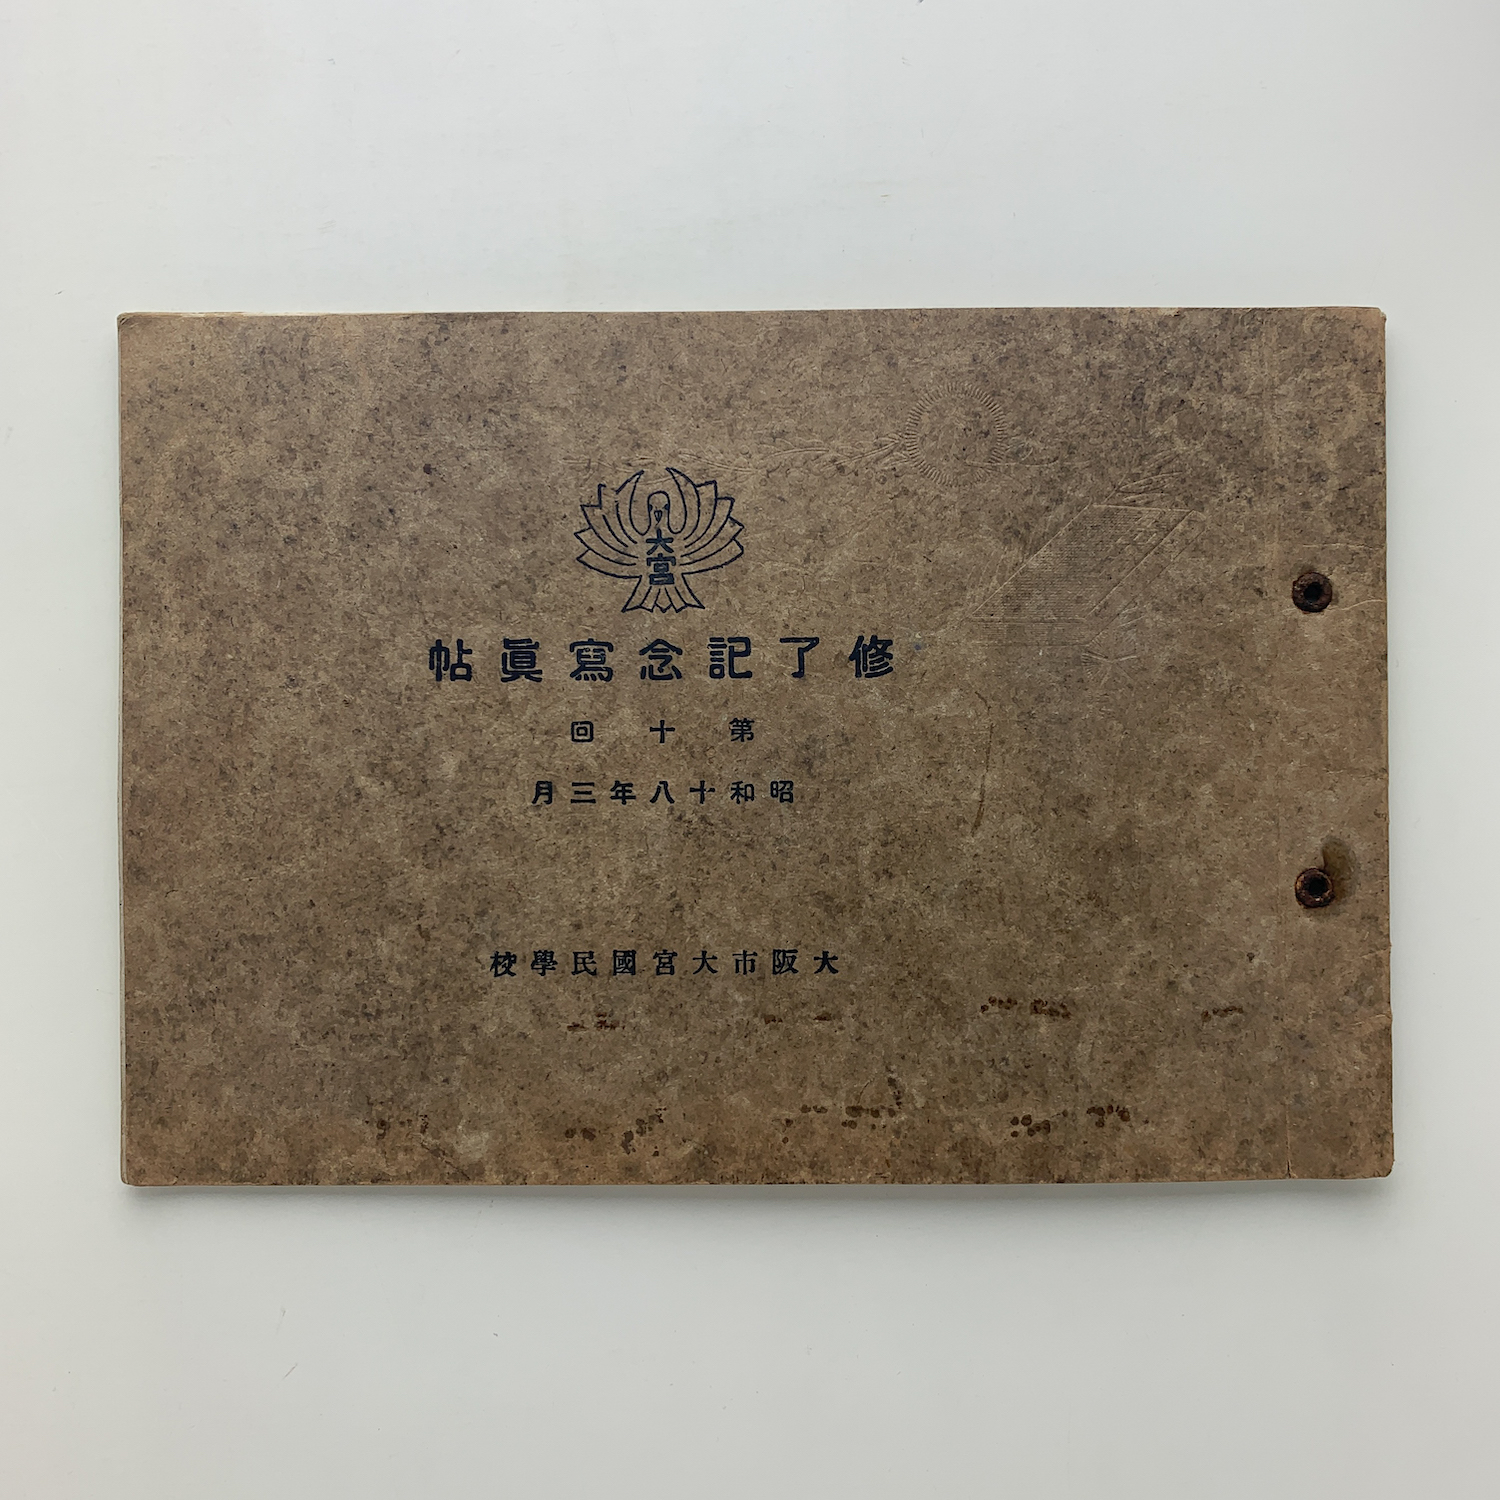 大宮
修了記念寫眞帖
第十回
昭和十八年三月
大阪市大宮國民學校